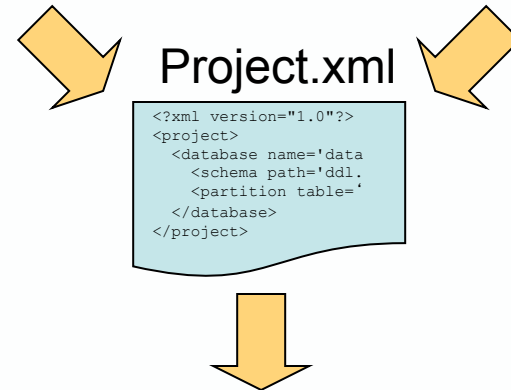 Project.xml
<?xml version="1.0"?>
<project>
  <database name='data
    <schema path='ddl.
    <partition table=‘
  </database>
</project>